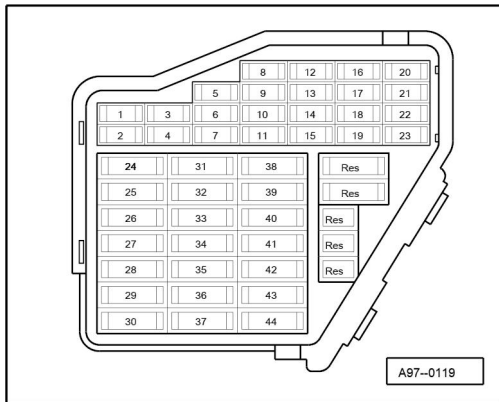 8 12 16 20
5 9 13 17 21
1 3 6 10 14 18 22
2 4 7 11 15 19 23
24 31 38 Res
25 32 39 Res
26 33 40 Res
27 34 41 Res
28 35 42 Res
29 36 43
30 37 44
A97--0119